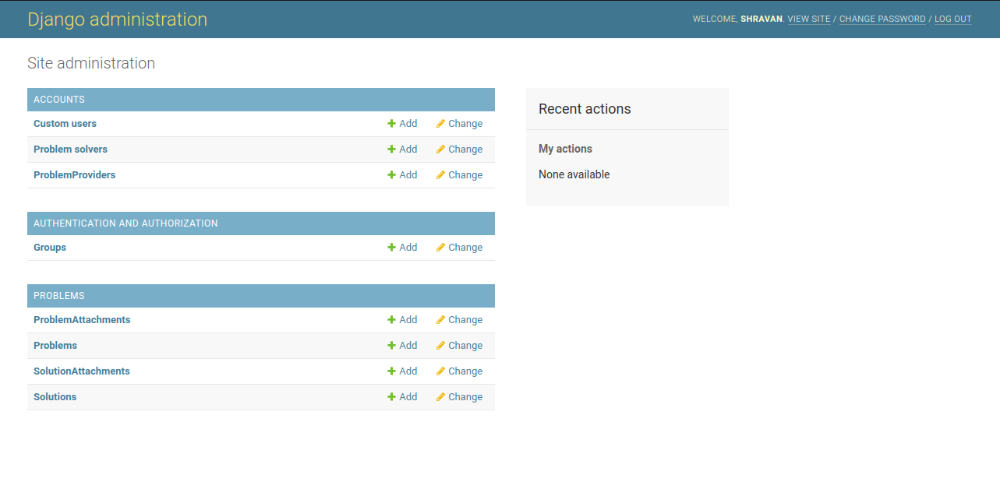 Django administration
WELCOME, SHRAVAN. VIEW SITE / CHANGE PASSWORD / LOG OUT
Site administration
ACCOUNTS
Custom users Add Change
Problem solvers Add Change
ProblemProviders Add Change
AUTHENTICATION AND AUTHORIZATION
Groups Add Change
PROBLEMS
ProblemAttachments Add Change
Problems Add Change
SolutionAttachments Add Change
Solutions Add Change
Recent actions
My actions
None available